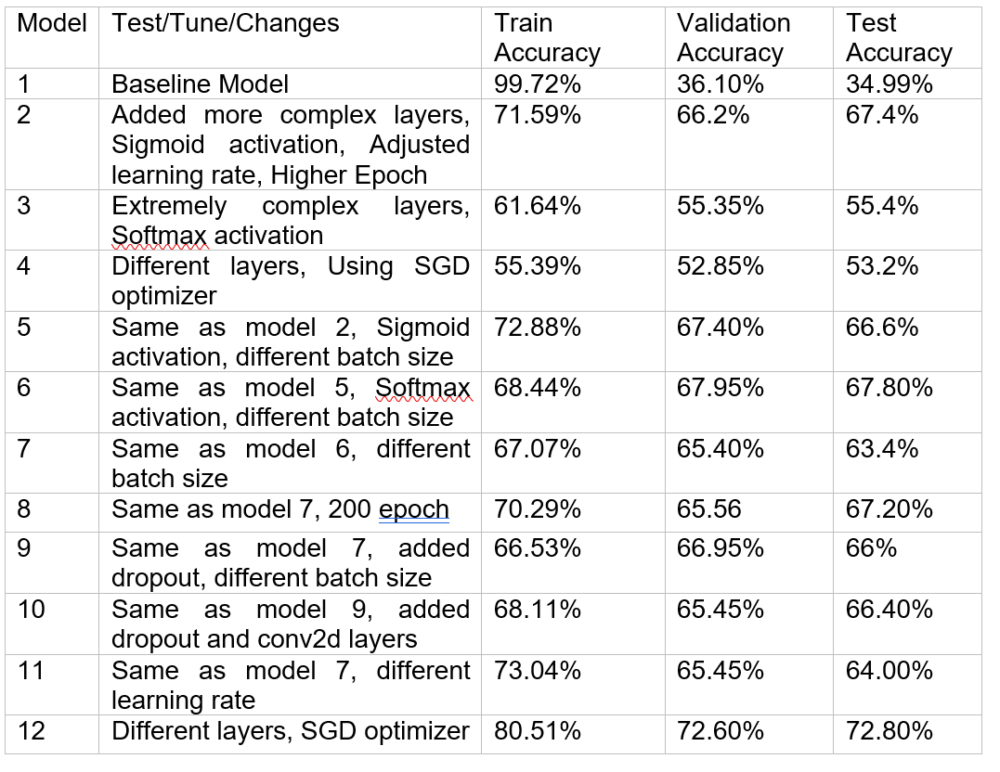 Model Test/Tune/Changes Train Validation Test
Accuracy Accuracy Accuracy
1 Baseline Model 99.72% 36.10% 34.99%
2 Added more complex layers, 71.59% 66.2% 67.4%
Sigmoid activation, Adjusted
learning rate, Higher Epoch
3 Extremely complex layers, 61.64% 55.35% 55.4%
Softmax activation
4 Different layers, Using SGD 55.39% 52.85% 53.2%
optimizer
5 Same as model 2, Sigmoid 72.88% 67.40% 66.6%
activation, different batch size
6 Same as model 5, Softmax 68.44% 67.95% 67.80%
activation, different batch size
7 Same as model 6, different 67.07% 65.40% 63.4%
batch size
8 Same as model 7, 200 epoch 70.29% 65.56 67.20%
9 Same as model 7, added 66.53% 66.95% 66%
dropout, different batch size
10 Same as model 9, added 68.11% 65.45% 66.40%
dropout and conv2d layers
11 Same as model 7, different 73.04% 65.45% 64.00%
learning rate
12 Different layers, SGD optimizer 80.51% 72.60% 72.80%